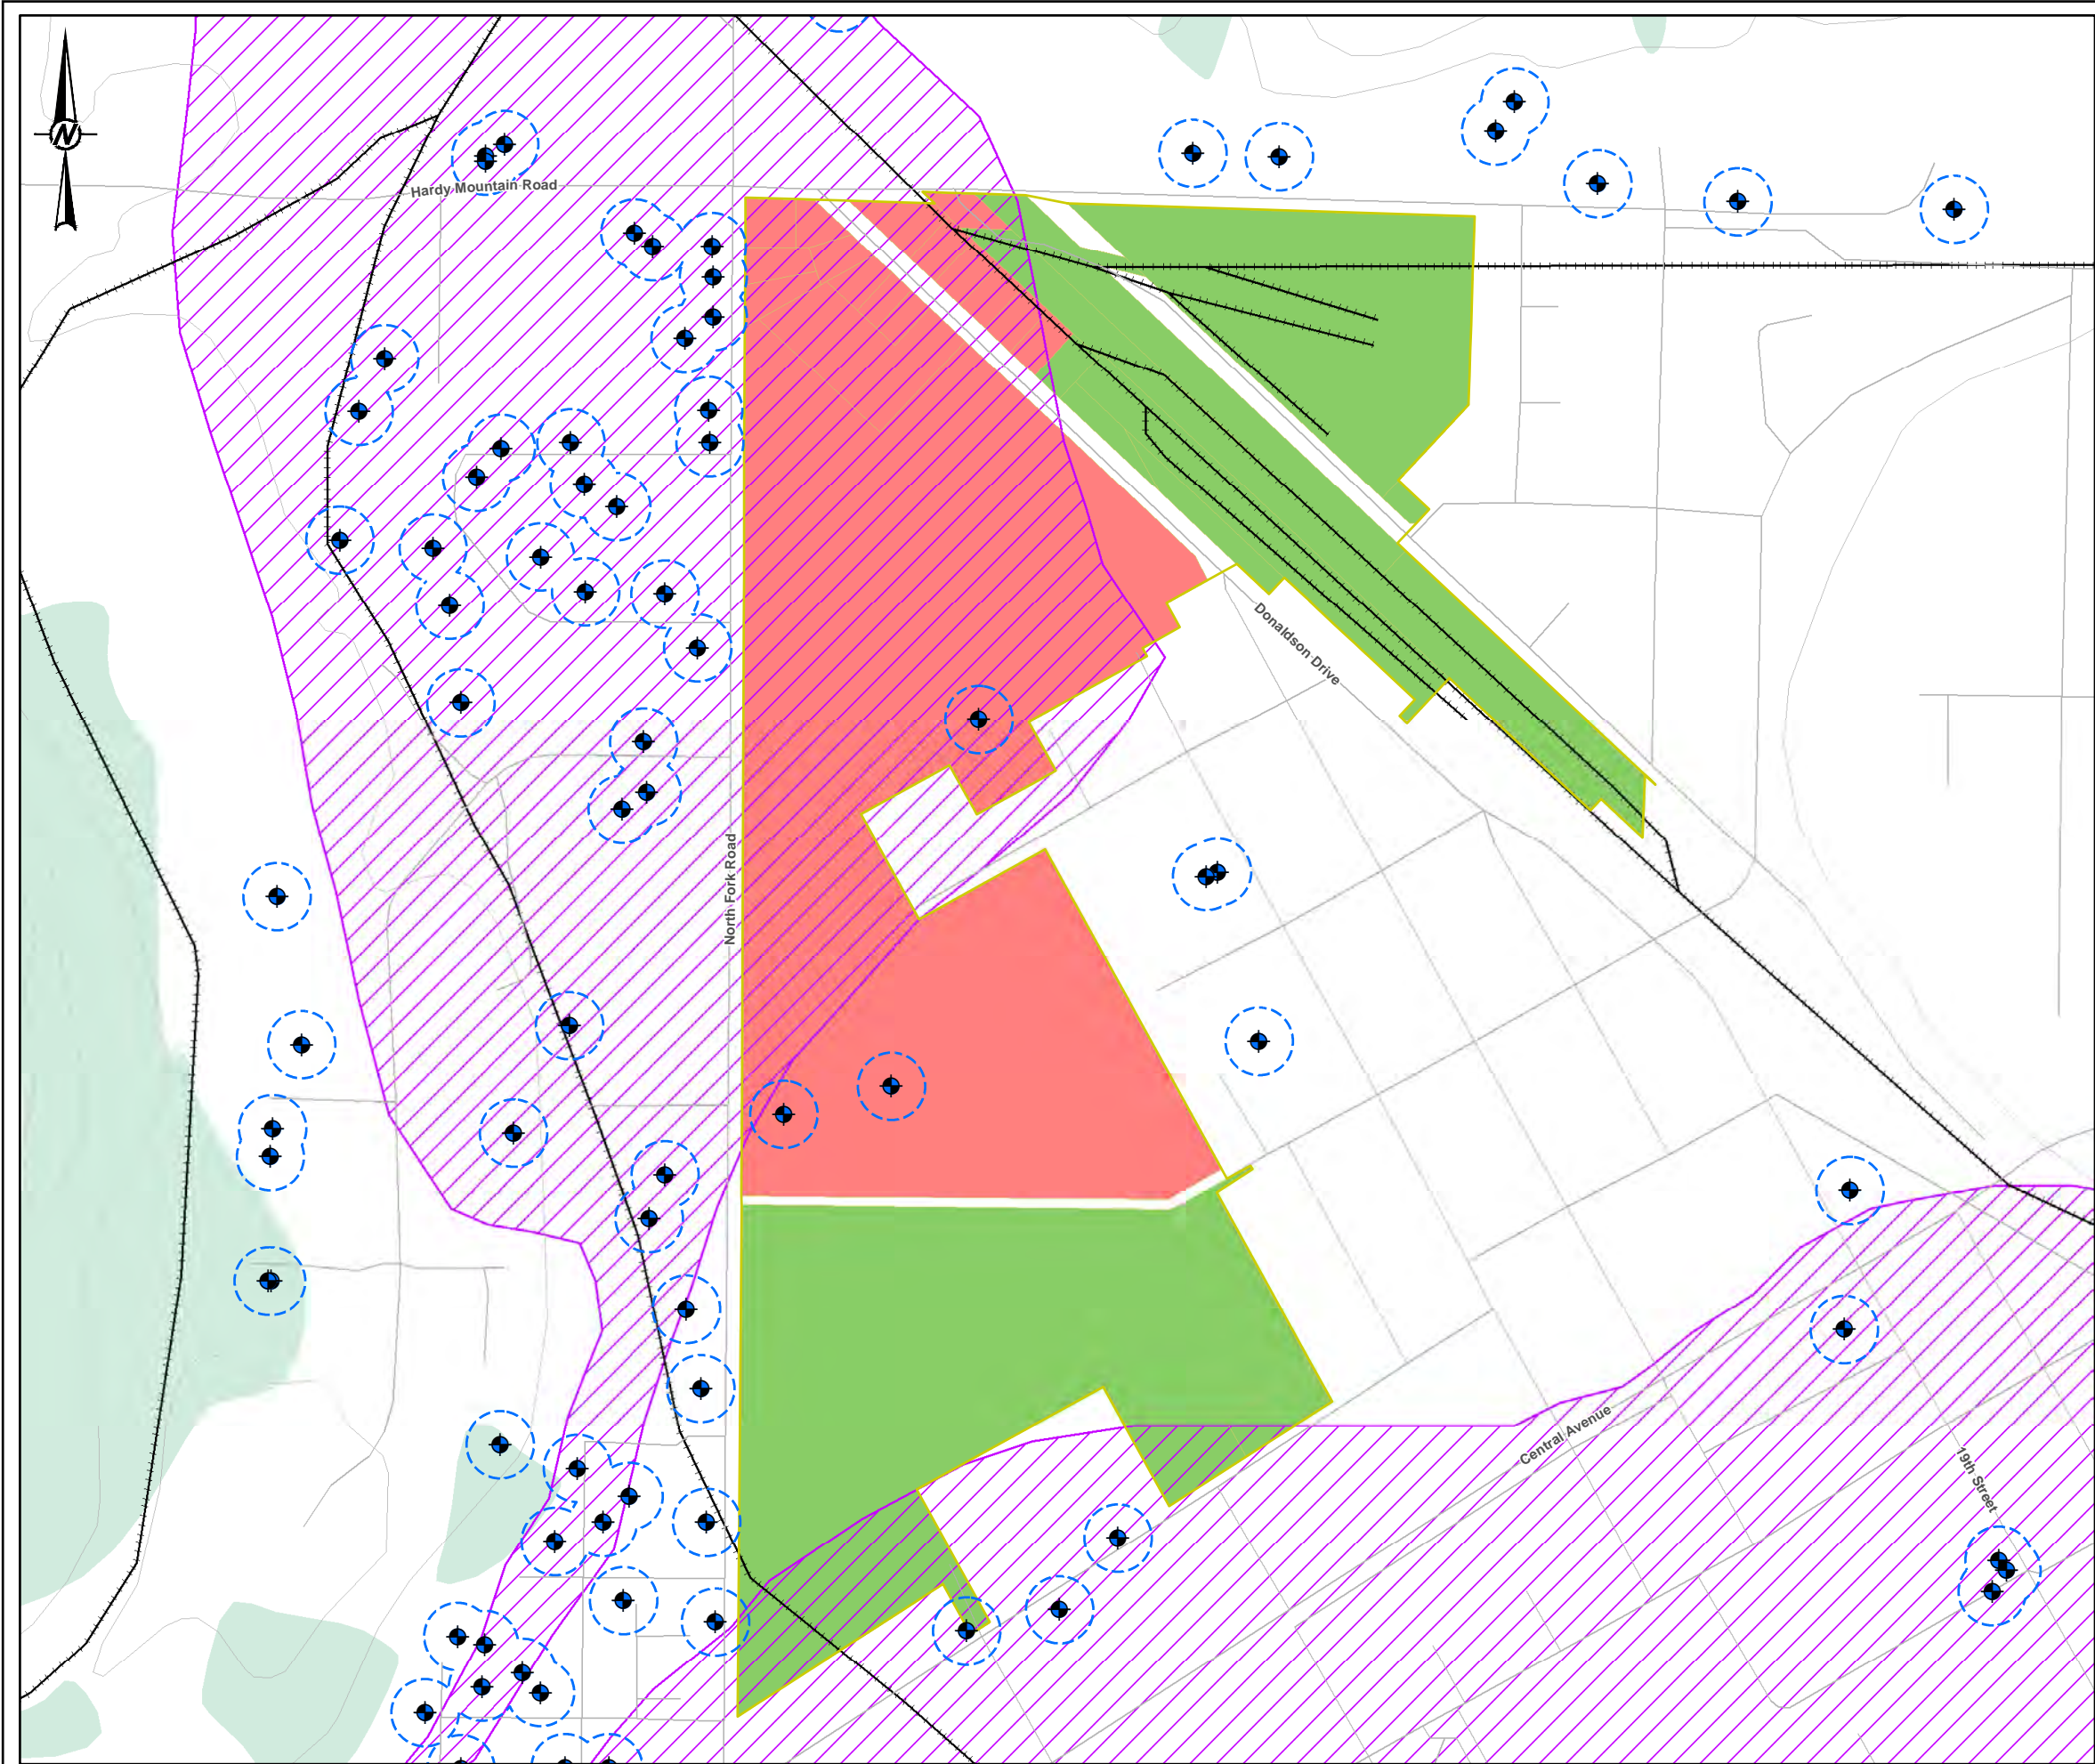 N
Hardy Mountain Road
Donaldson Drive
North Fork Road
Central Avenue
19th Street